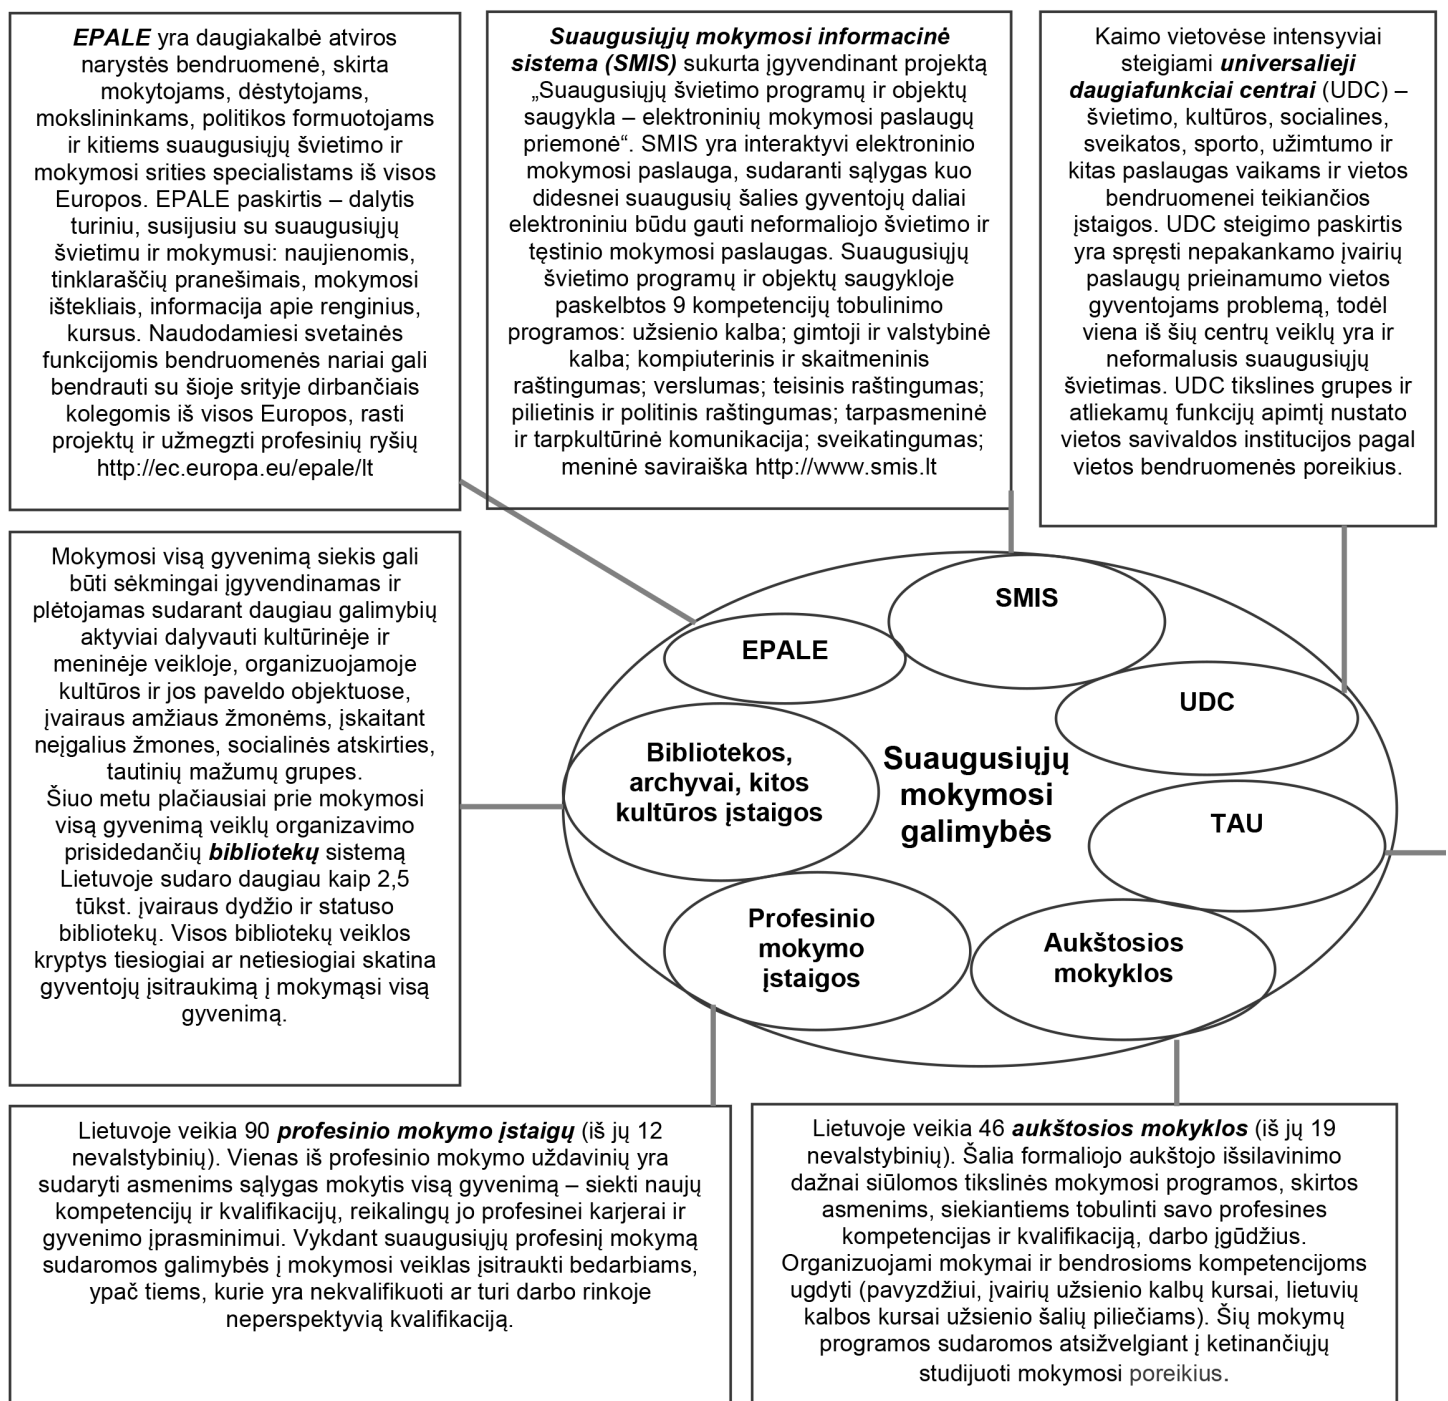 EPALE yra daugiakalbė atviros
narystės bendruomenė, skirta
mokytojams, dėstytojams,
mokslininkams, politikos formuotojams
ir kitiems suaugusiųjų švietimo ir
mokymosi srities specialistams iš visos
Europos. EPALE paskirtis – dalytis
turiniu, susijusiu su suaugusiųjų
švietimu ir mokymusi: naujienomis,
tinklaraščių pranešimais, mokymosi
ištekliais, informacija apie renginius,
kursus. Naudodamiesi svetainės
funkcijomis bendruomenės nariai gali
bendrauti su šioje srityje dirbančiais
kolegomis iš visos Europos, rasti
projektų ir užmegzti profesinių ryšių
http://ec.europa.eu/epale/lt
Suaugusiųjų mokymosi informacinė
sistema (SMIS) sukurta įgyvendinant projektą
„Suaugusiųjų švietimo programų ir objektų
saugykla – elektroninių mokymosi paslaugų
priemonė“. SMIS yra interaktyvi elektroninio
mokymosi paslauga, sudaranti sąlygas kuo
didesnei suaugusių šalies gyventojų daliai
elektroniniu būdu gauti neformaliojo švietimo ir
tęstinio mokymosi paslaugas. Suaugusiųjų
švietimo programų ir objektų saugykloje
paskelbtos 9 kompetencijų tobulinimo
programos: užsienio kalba; gimtoji ir valstybinė
kalba; kompiuterinis ir skaitmeninis
raštingumas; verslumas; teisinis raštingumas;
pilietinis ir politinis raštingumas; tarpasmeninė
ir tarpkultūrinė komunikacija; sveikatingumas;
meninė saviraiška http://www.smis.lt
Kaimo vietovėse intensyviai
steigiami universalieji
daugiafunkciai centrai (UDC) –
švietimo, kultūros, socialines,
sveikatos, sporto, užimtumo ir
kitas paslaugas vaikams ir vietos
bendruomenei teikiančios
įstaigos. UDC steigimo paskirtis
yra spręsti nepakankamo įvairių
paslaugų prieinamumo vietos
gyventojams problemą, todėl
viena iš šių centrų veiklų yra ir
neformalusis suaugusiųjų
švietimas. UDC tikslines grupes ir
atliekamų funkcijų apimtį nustato
vietos savivaldos institucijos pagal
vietos bendruomenės poreikius.
Mokymosi visą gyvenimą siekis gali
būti sėkmingai įgyvendinamas ir
plėtojamas sudarant daugiau galimybių
aktyviai dalyvauti kultūrinėje ir
meninėje veikloje, organizuojamoje
kultūros ir jos paveldo objektuose,
įvairaus amžiaus žmonėms, įskaitant
neįgalius žmones, socialinės atskirties,
tautinių mažumų grupes.
Šiuo metu plačiausiai prie mokymosi
visą gyvenimą veiklų organizavimo
prisidedančių bibliotekų sistemą
Lietuvoje sudaro daugiau kaip 2,5
tūkst. įvairaus dydžio ir statuso
bibliotekų. Visos bibliotekų veiklos
kryptys tiesiogiai ar netiesiogiai skatina
gyventojų įsitraukimą į mokymąsi visą
gyvenimą.
SMIS
EPALE
UDC
Bibliotekos,
archyvai, kitos
kultūros įstaigos
Suaugusiųjų
mokymosi
galimybės
TAU
Profesinio
mokymo
įstaigos
Aukštosios
mokyklos
Lietuvoje veikia 90 profesinio mokymo įstaigų (iš jų 12
nevalstybinių). Vienas iš profesinio mokymo uždavinių yra
sudaryti asmenims sąlygas mokytis visą gyvenimą – siekti naujų
kompetencijų ir kvalifikacijų, reikalingų jo profesinei karjerai ir
gyvenimo įprasminimui. Vykdant suaugusiųjų profesinį mokymą
sudaromos galimybės į mokymosi veiklas įsitraukti bedarbiams,
ypač tiems, kurie yra nekvalifikuoti ar turi darbo rinkoje
neperspektyvią kvalifikaciją.
Lietuvoje veikia 46 aukštosios mokyklos (iš jų 19
nevalstybinių). Šalia formaliojo aukštojo išsilavinimo
dažnai siūlomos tikslinės mokymosi programos, skirtos
asmenims, siekiantiems tobulinti savo profesines
kompetencijas ir kvalifikaciją, darbo įgūdžius.
Organizuojami mokymai ir bendrosioms kompetencijoms
ugdyti (pavyzdžiui, įvairių užsienio kalbų kursai, lietuvių
kalbos kursai užsienio šalių piliečiams). Šių mokymų
programos sudaromos atsižvelgiant į ketinančiųjų
studijuoti mokymosi poreikius.